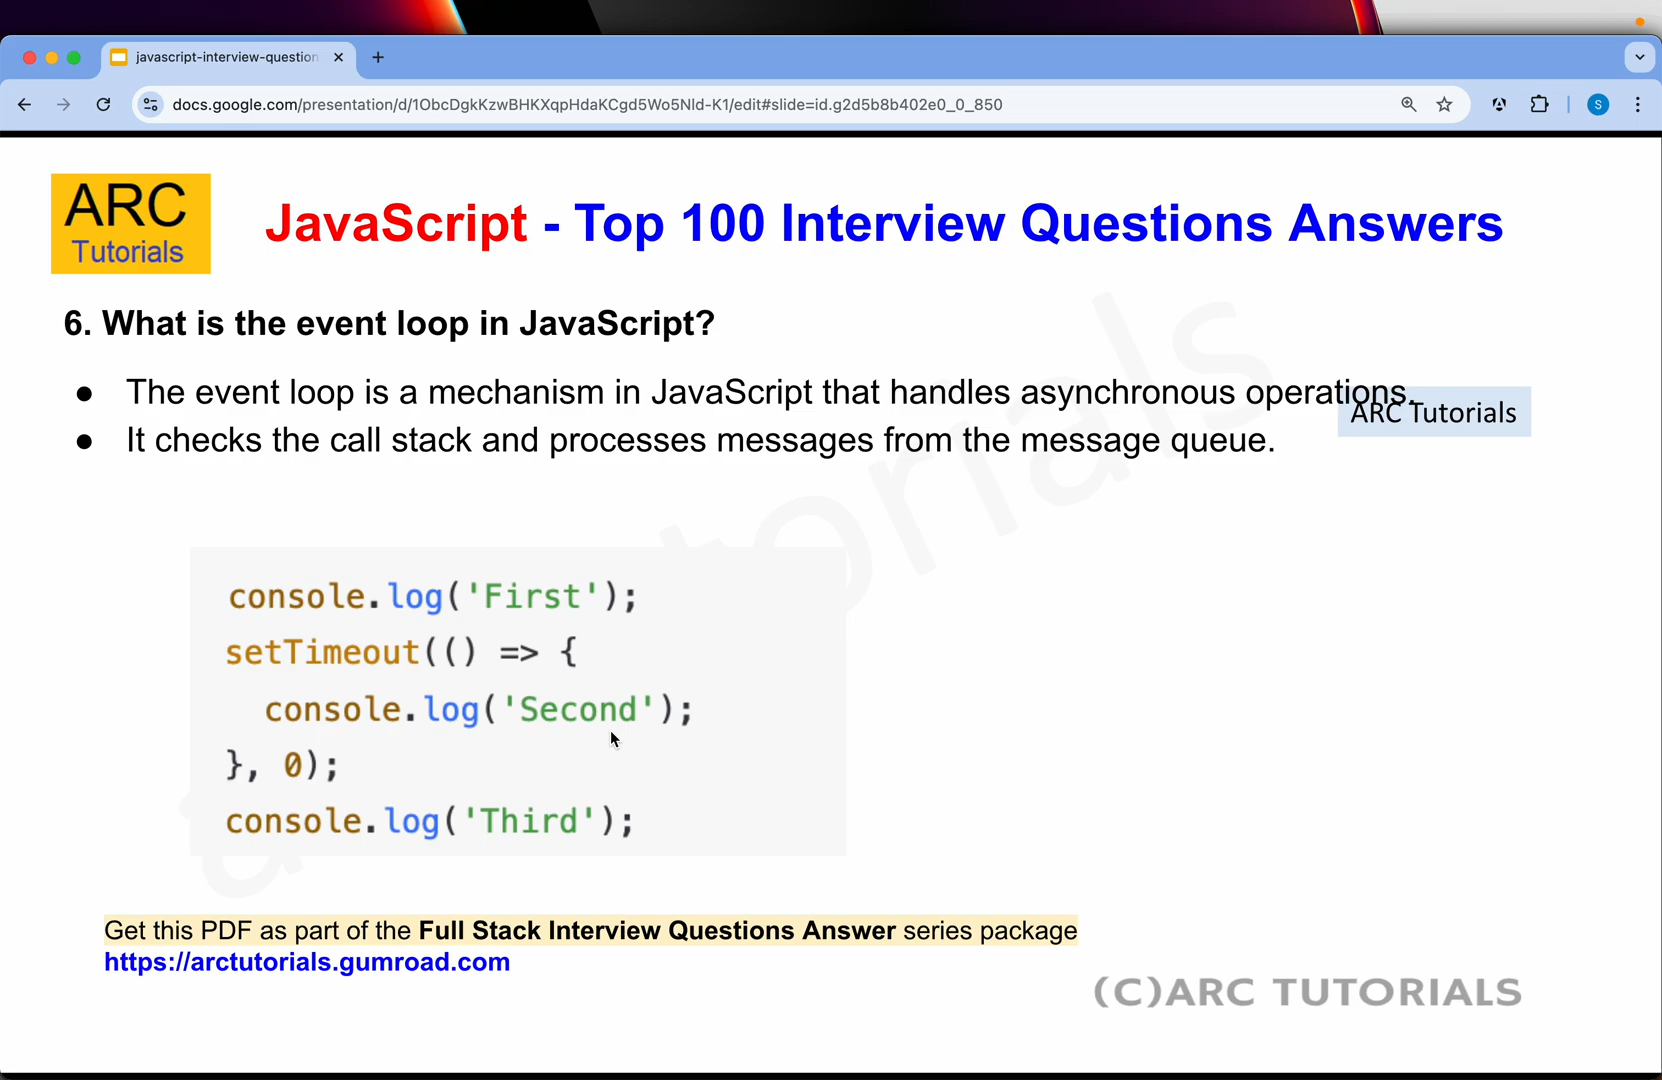 javascript-interview-question
docs.google.com/presentation/d/1ObcDgkKzwBHKXqpHdaKCgd5Wo5Nld-K1/edit#slide=id.g2d5b8b402e0_0_850
S
ARC
Tutorials
JavaScript - Top 100 Interview Questions Answers
6. What is the event loop in JavaScript?
● The event loop is a mechanism in JavaScript that handles asynchronous operations.
ARC Tutorials
● It checks the call stack and processes messages from the message queue.
console.log('First');
setTimeout(() => {
  console.log('Second');
}, 0);
console.log('Third');
Get this PDF as part of the Full Stack Interview Questions Answer series package
https://arctutorials.gumroad.com
(C)ARC TUTORIALS